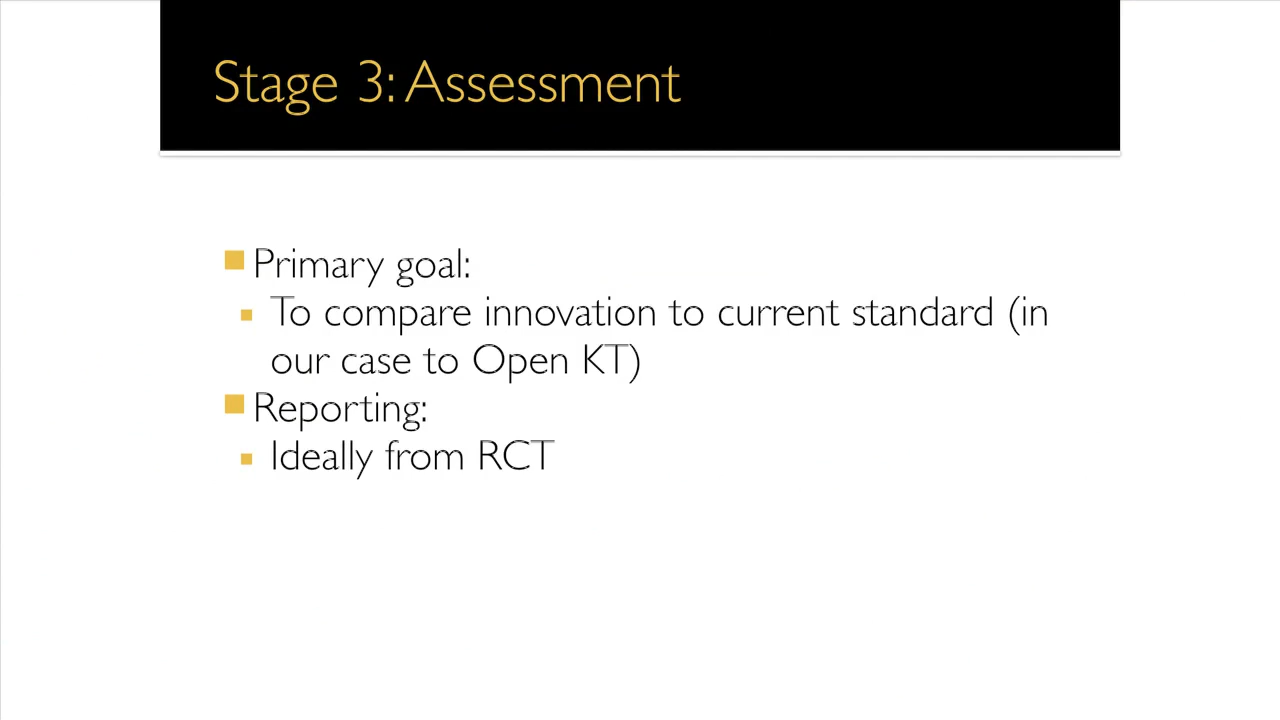 Stage 3: Assessment
Primary goal:
To compare innovation to current standard (in
our case to Open KT)
Reporting:
Ideally from RCT